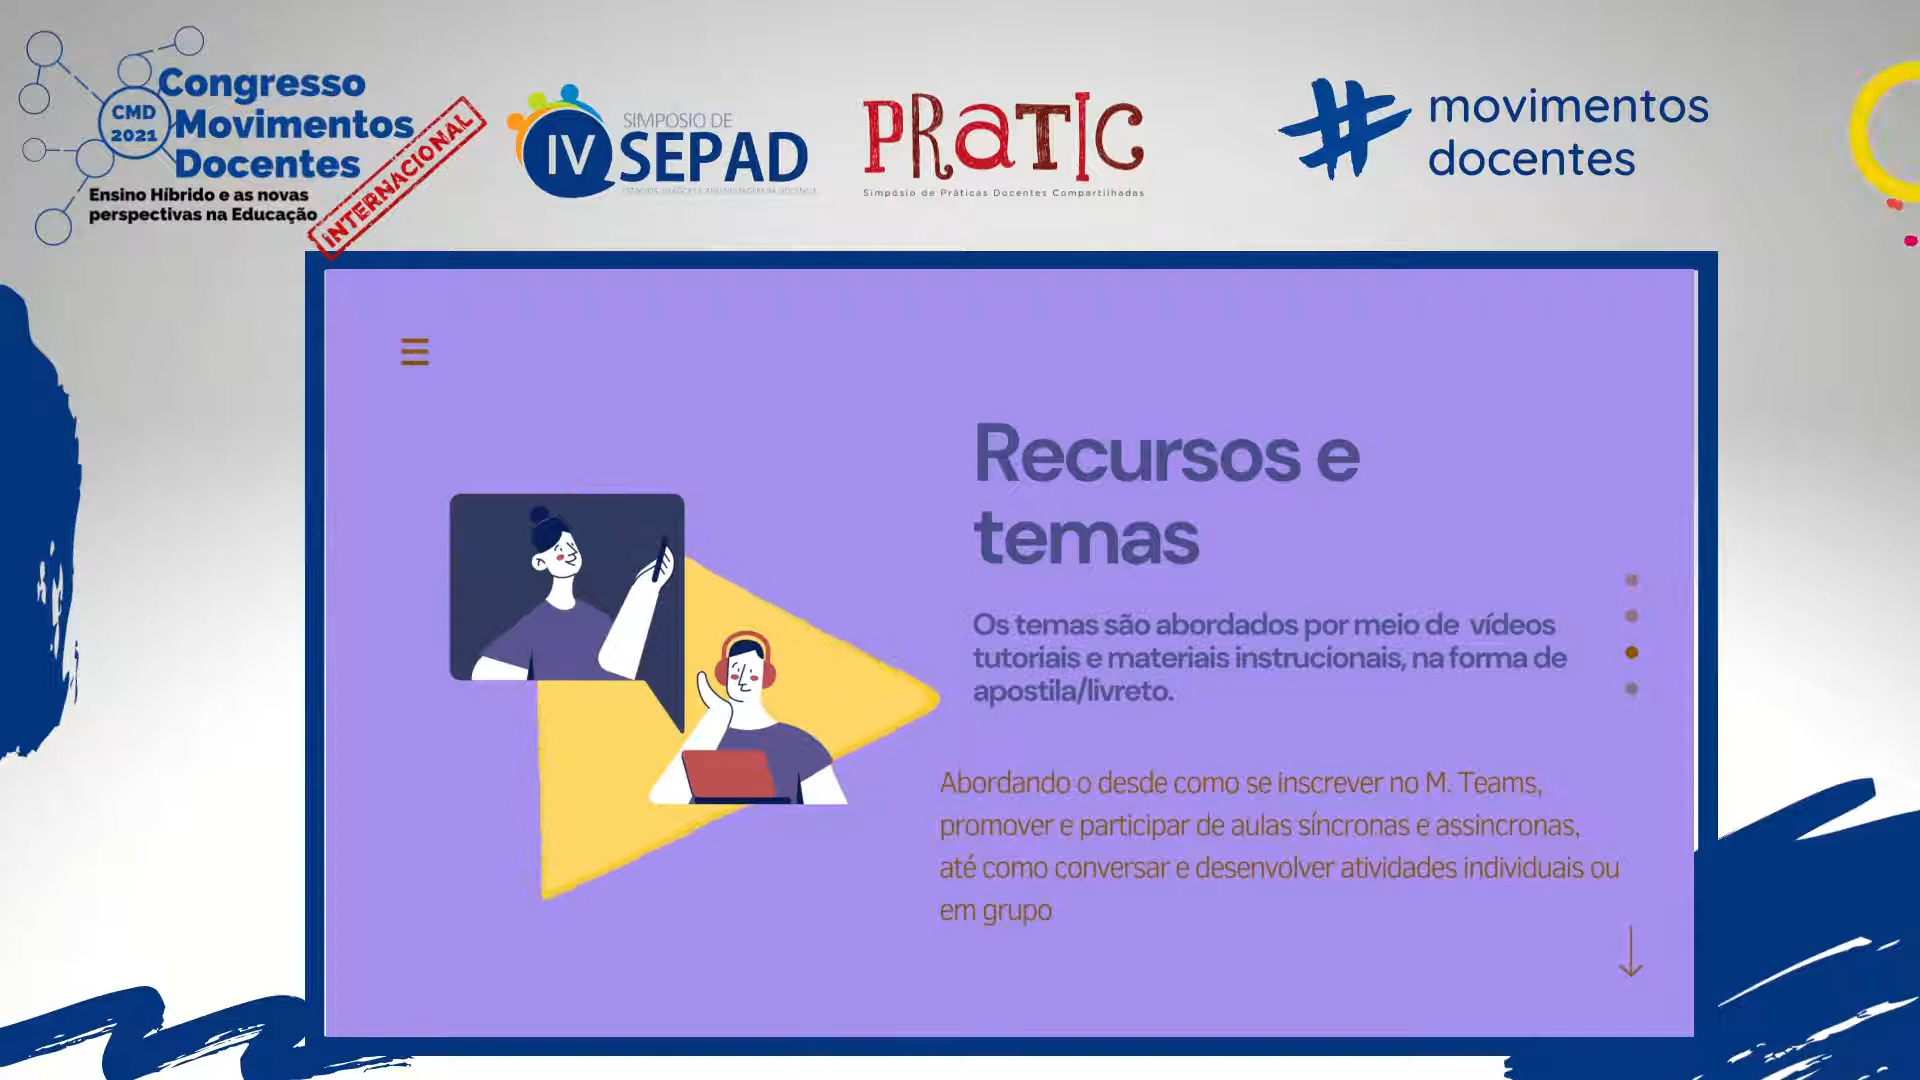 Congresso
Movimentos
Docentes
CMD
2021
Ensino Híbrido e as novas
perspectivas na Educação
INTERNACIONAL
SIMPÓSIO DE
IV SEPAD
PRATIC
Simpósio de Práticas Docentes Compartilhadas
# movimentos
docentes
Recursos e
temas
Os temas são abordados por meio de vídeos
tutoriais e materiais instrucionais, na forma de
apostila/livreto.
Abordando o desde como se inscrever no M. Teams,
promover e participar de aulas síncronas e assincronas,
até como conversar e desenvolver atividades individuais ou
em grupo